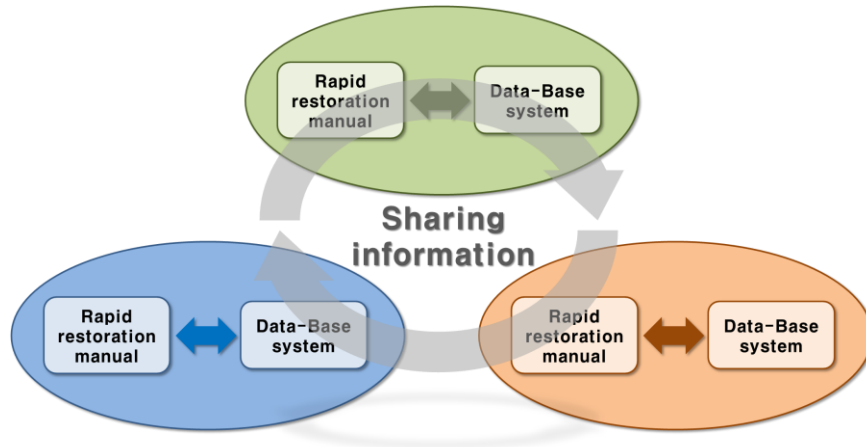 Rapid
restoration
manual
Data-Base
system
Sharing
information
Rapid
restoration
manual
Data-Base
system
Rapid
restoration
manual
Data-Base
system